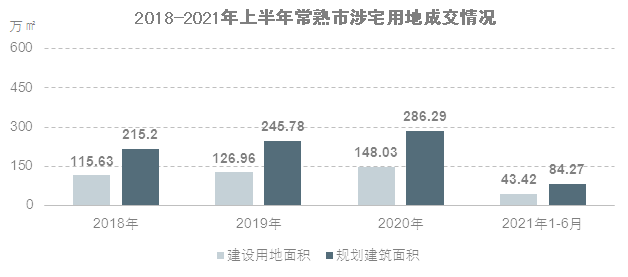 2018-2021年上半年常熟市涉宅用地成交情况
万㎡
600
450
300
150
0
115.63
215.2
126.96
245.78
148.03
286.29
43.42
84.27
2018年
2019年
2020年
2021年1-6月
建设用地面积
规划建筑面积